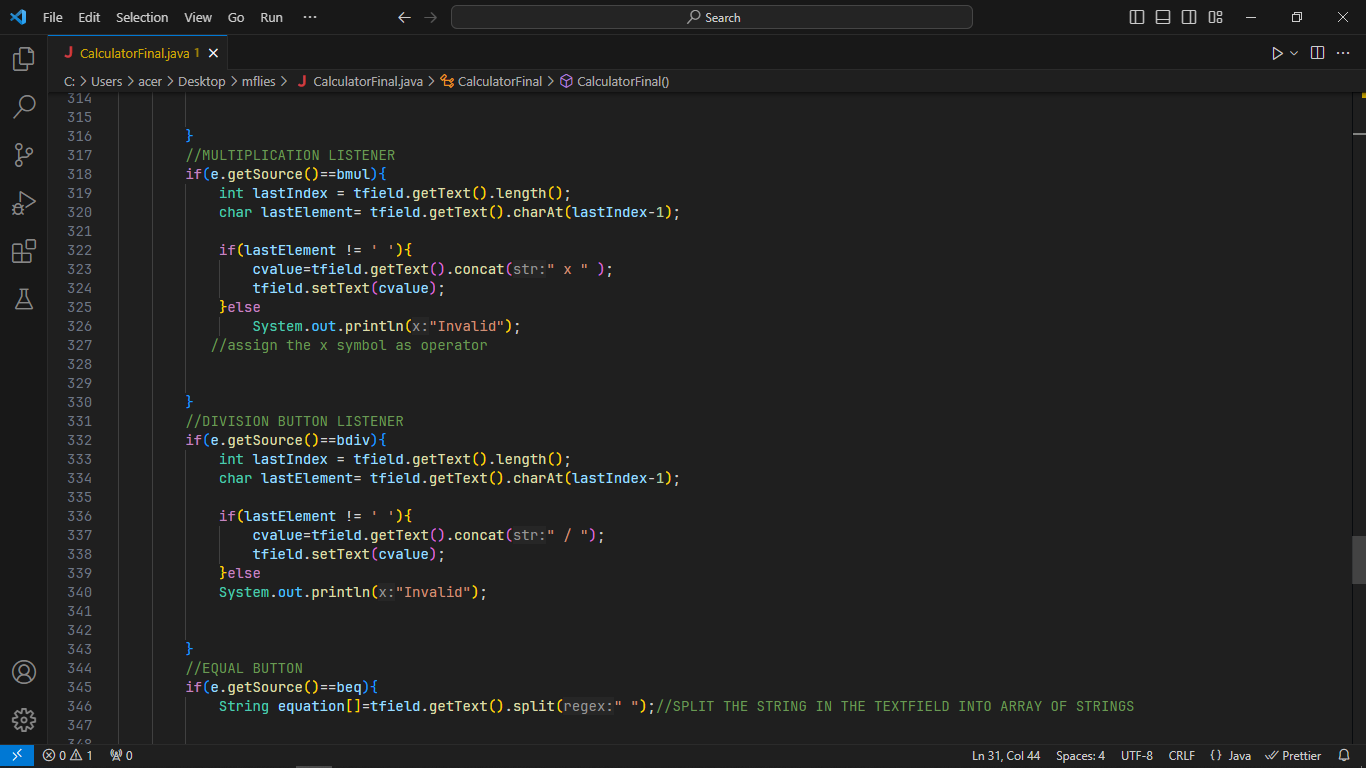 File Edit Selection View Go Run ··· Search
CalculatorFinal.java 1
C: > Users > acer > Desktop > mflies > CalculatorFinal.java > CalculatorFinal > CalculatorFinal()
314
315
316 }
317 //MULTIPLICATION LISTENER
318 if(e.getSource()==bmul){
319 int lastIndex = tfield.getText().length();
320 char lastElement= tfield.getText().charAt(lastIndex-1);
321
322 if(lastElement != ' '){
323 cvalue=tfield.getText().concat(str:" x " );
324 tfield.setText(cvalue);
325 }else
326 System.out.println(x:"Invalid");
327 //assign the x symbol as operator
328
329
330 }
331 //DIVISION BUTTON LISTENER
332 if(e.getSource()==bdiv){
333 int lastIndex = tfield.getText().length();
334 char lastElement= tfield.getText().charAt(lastIndex-1);
335
336 if(lastElement != ' '){
337 cvalue=tfield.getText().concat(str:" / ");
338 tfield.setText(cvalue);
339 }else
340 System.out.println(x:"Invalid");
341
342
343 }
344 //EQUAL BUTTON
345 if(e.getSource()==beq){
346 String equation[]=tfield.getText().split(regex:" ");//SPLIT THE STRING IN THE TEXTFIELD INTO ARRAY OF STRINGS
347
348
0 1 0 Ln 31, Col 44 Spaces: 4 UTF-8 CRLF {} Java Prettier